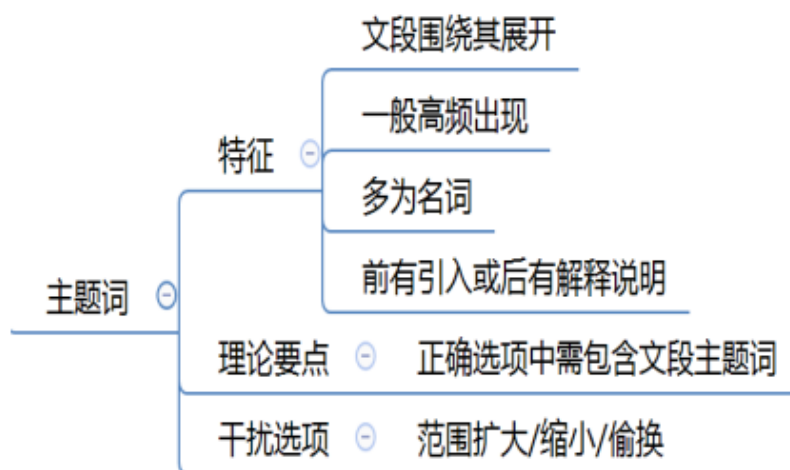 文段围绕其展开
一般高频出现
特征
多为名词
前有引入或后有解释说明
主题词
理论要点 正确选项中需包含文段主题词
干扰选项 范围扩大/缩小/偷换